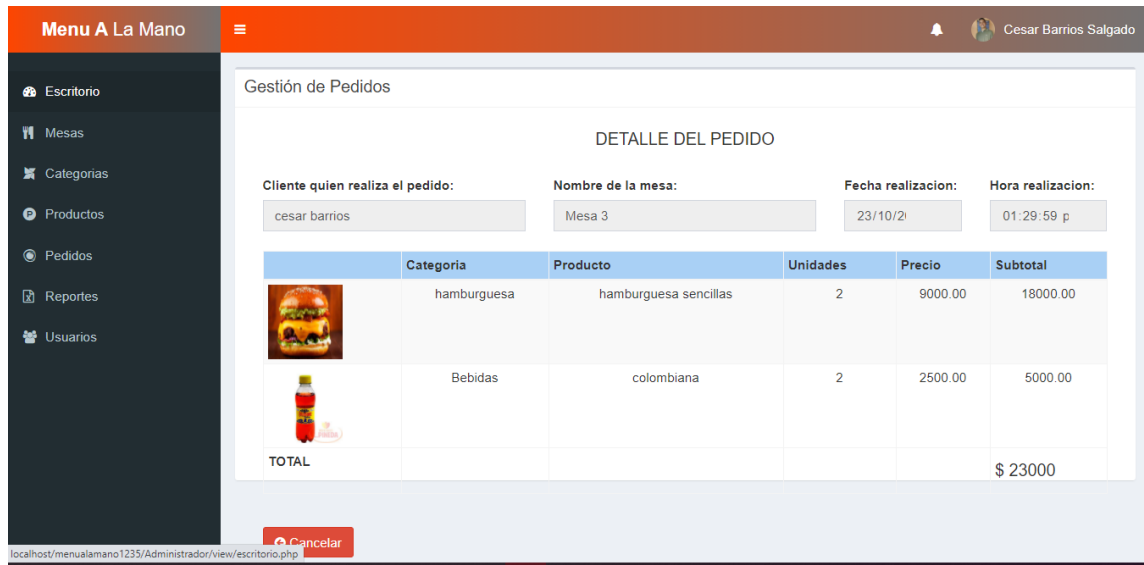 Menu A La Mano
Cesar Barrios Salgado
Escritorio
Mesas
Categorias
Productos
Pedidos
Reportes
Usuarios
Gestión de Pedidos
DETALLE DEL PEDIDO
Cliente quien realiza el pedido: Nombre de la mesa: Fecha realizacion: Hora realizacion:
cesar barrios Mesa 3 23/10/2 01:29:59 p
Categoria Producto Unidades Precio Subtotal
hamburguesa hamburguesa sencillas 2 9000.00 18000.00
Bebidas colombiana 2 2500.00 5000.00
TOTAL $ 23000
Cancelar
localhost/menualamano1235/Administrador/view/escritorio.php